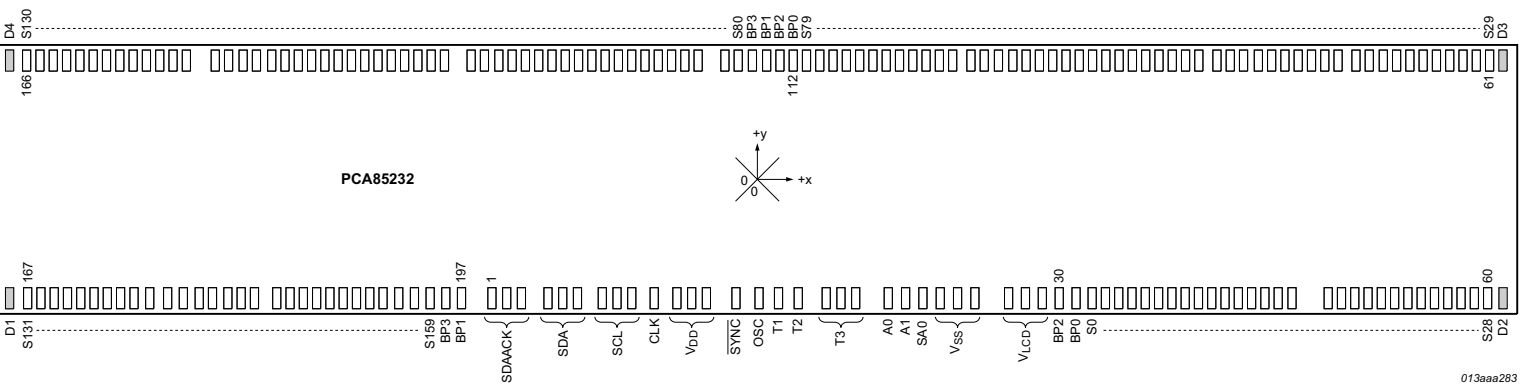 D4 S130 S80 BP3 BP1 BP2 BP0 S79 S29 D3
166 112 61
+y
PCA85232 0 +x
0
167 197 1 30 60
D1 S131 S159 BP3 BP1 SDAACK SDA SCL CLK VDD SYNC OSC T1 T2 T3 A0 A1 SA0 VSS VLCD BP2 BP0 S0 S28 D2
013aaa283